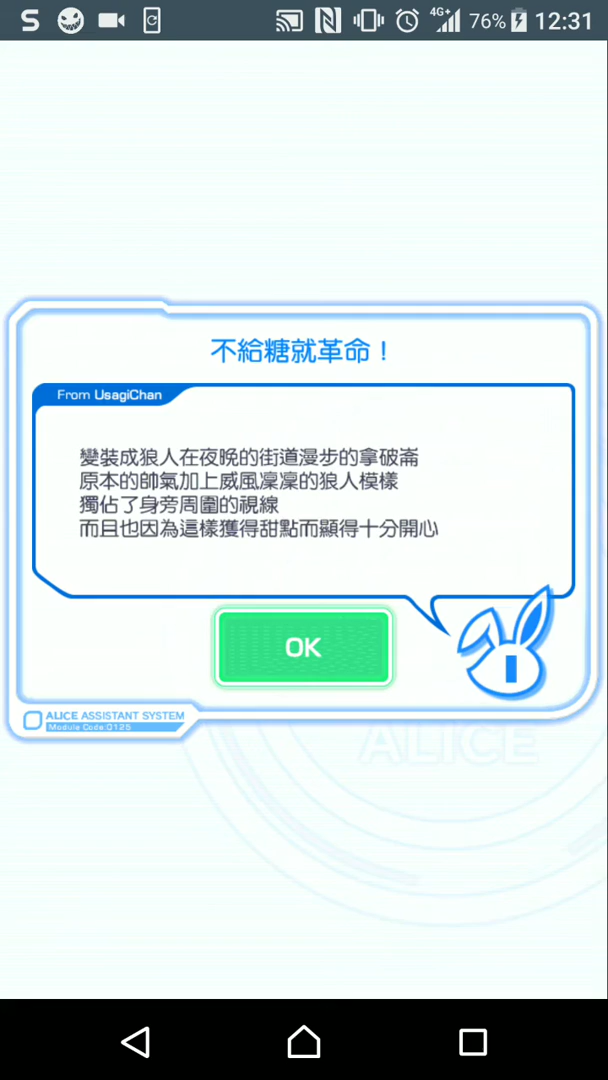 S 4G+ 76% 12:31
不給糖就革命！
From UsagiChan
變裝成狼人在夜晚的街道漫步的拿破崙
原本的帥氣加上威風凜凜的狼人模樣
獨佔了身旁周圍的視線
而且也因為這樣獲得甜點而顯得十分開心
OK
ALICE ASSISTANT SYSTEM
Module Code:0125
ALICE